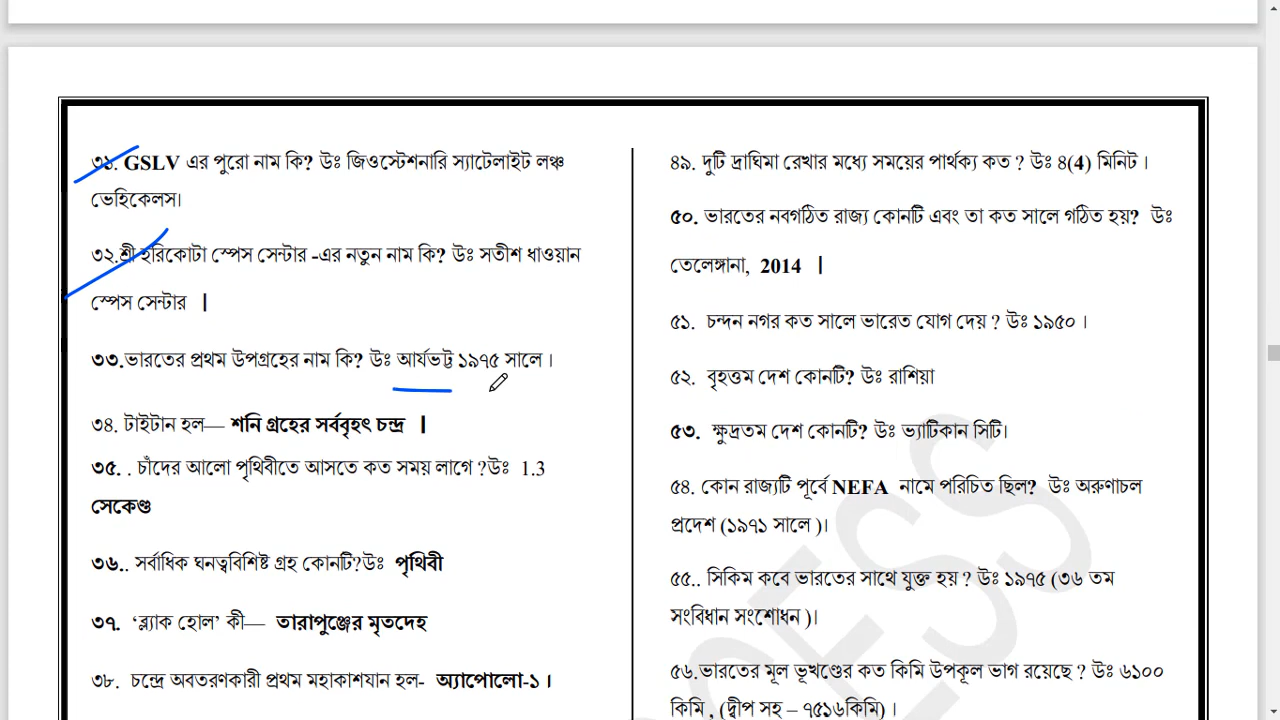 ৩১. GSLV এর পুরো নাম কি? উঃ জিওস্টেশনারি স্যাটেলাইট লঞ্চ
ভেহিকেলস।
৩২.শ্রী হরিকোটা স্পেস সেন্টার -এর নতুন নাম কি? উঃ সতীশ ধাওয়ান
স্পেস সেন্টার |
৩৩.ভারতের প্রথম উপগ্রহের নাম কি? উঃ আর্যভট্ট ১৯৭৫ সালে।
৩৪. টাইটান হল— শনি গ্রহের সর্ববৃহৎ চন্দ্র |
৩৫. . চাঁদের আলো পৃথিবীতে আসতে কত সময় লাগে ?উঃ 1.3
সেকেণ্ড
৩৬.. সর্বাধিক ঘনত্ববিশিষ্ট গ্রহ কোনটি?উঃ পৃথিবী
৩৭. ‘ব্ল্যাক হোল’ কী— তারাপুঞ্জের মৃতদেহ
৩৮. চন্দ্রে অবতরণকারী প্রথম মহাকাশযান হল- অ্যাপোলো-১।
৪৯. দুটি দ্রাঘিমা রেখার মধ্যে সময়ের পার্থক্য কত ? উঃ ৪(4) মিনিট।
৫০. ভারতের নবগঠিত রাজ্য কোনটি এবং তা কত সালে গঠিত হয়? উঃ
তেলেঙ্গানা, 2014 |
৫১. চন্দন নগর কত সালে ভারেত যোগ দেয় ? উঃ ১৯৫০।
৫২. বৃহত্তম দেশ কোনটি? উঃ রাশিয়া
৫৩. ক্ষুদ্রতম দেশ কোনটি? উঃ ভ্যাটিকান সিটি।
৫৪. কোন রাজ্যটি পূর্বে NEFA নামে পরিচিত ছিল? উঃ অরুণাচল
প্রদেশ (১৯৭১ সালে )।
৫৫.. সিকিম কবে ভারতের সাথে যুক্ত হয় ? উঃ ১৯৭৫ (৩৬ তম
সংবিধান সংশোধন )।
৫৬.ভারতের মূল ভূখণ্ডের কত কিমি উপকূল ভাগ রয়েছে ? উঃ ৬১০০
কিমি , (দ্বীপ সহ – ৭৫১৬কিমি)।